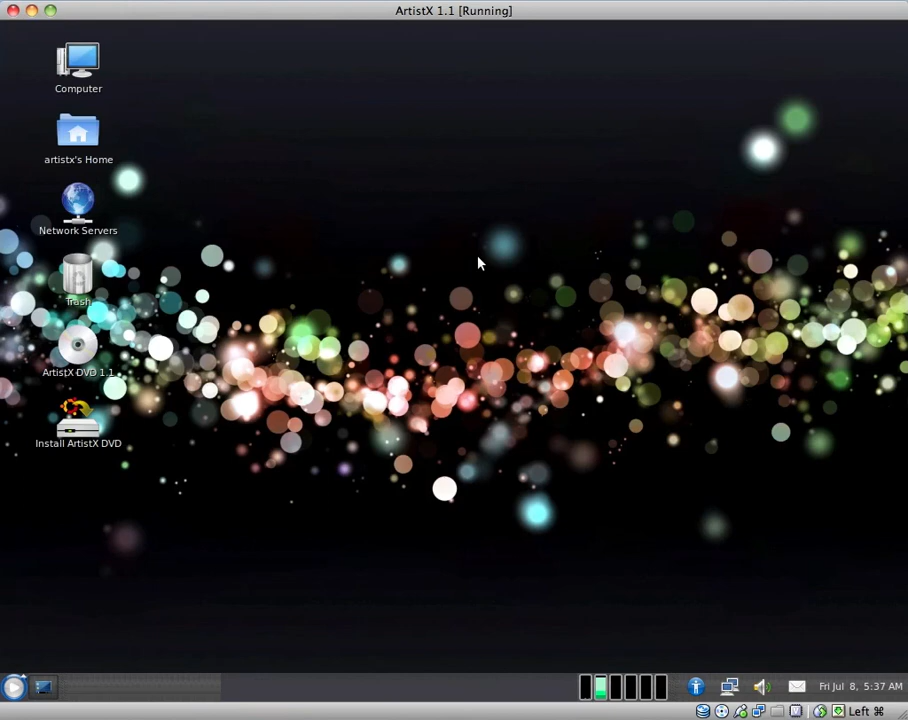 ArtistX 1.1 [Running]
Computer
artistx's Home
Network Servers
Trash
ArtistX DVD 1.1
Install ArtistX DVD
Fri Jul 8, 5:37 AM
Left ⌘